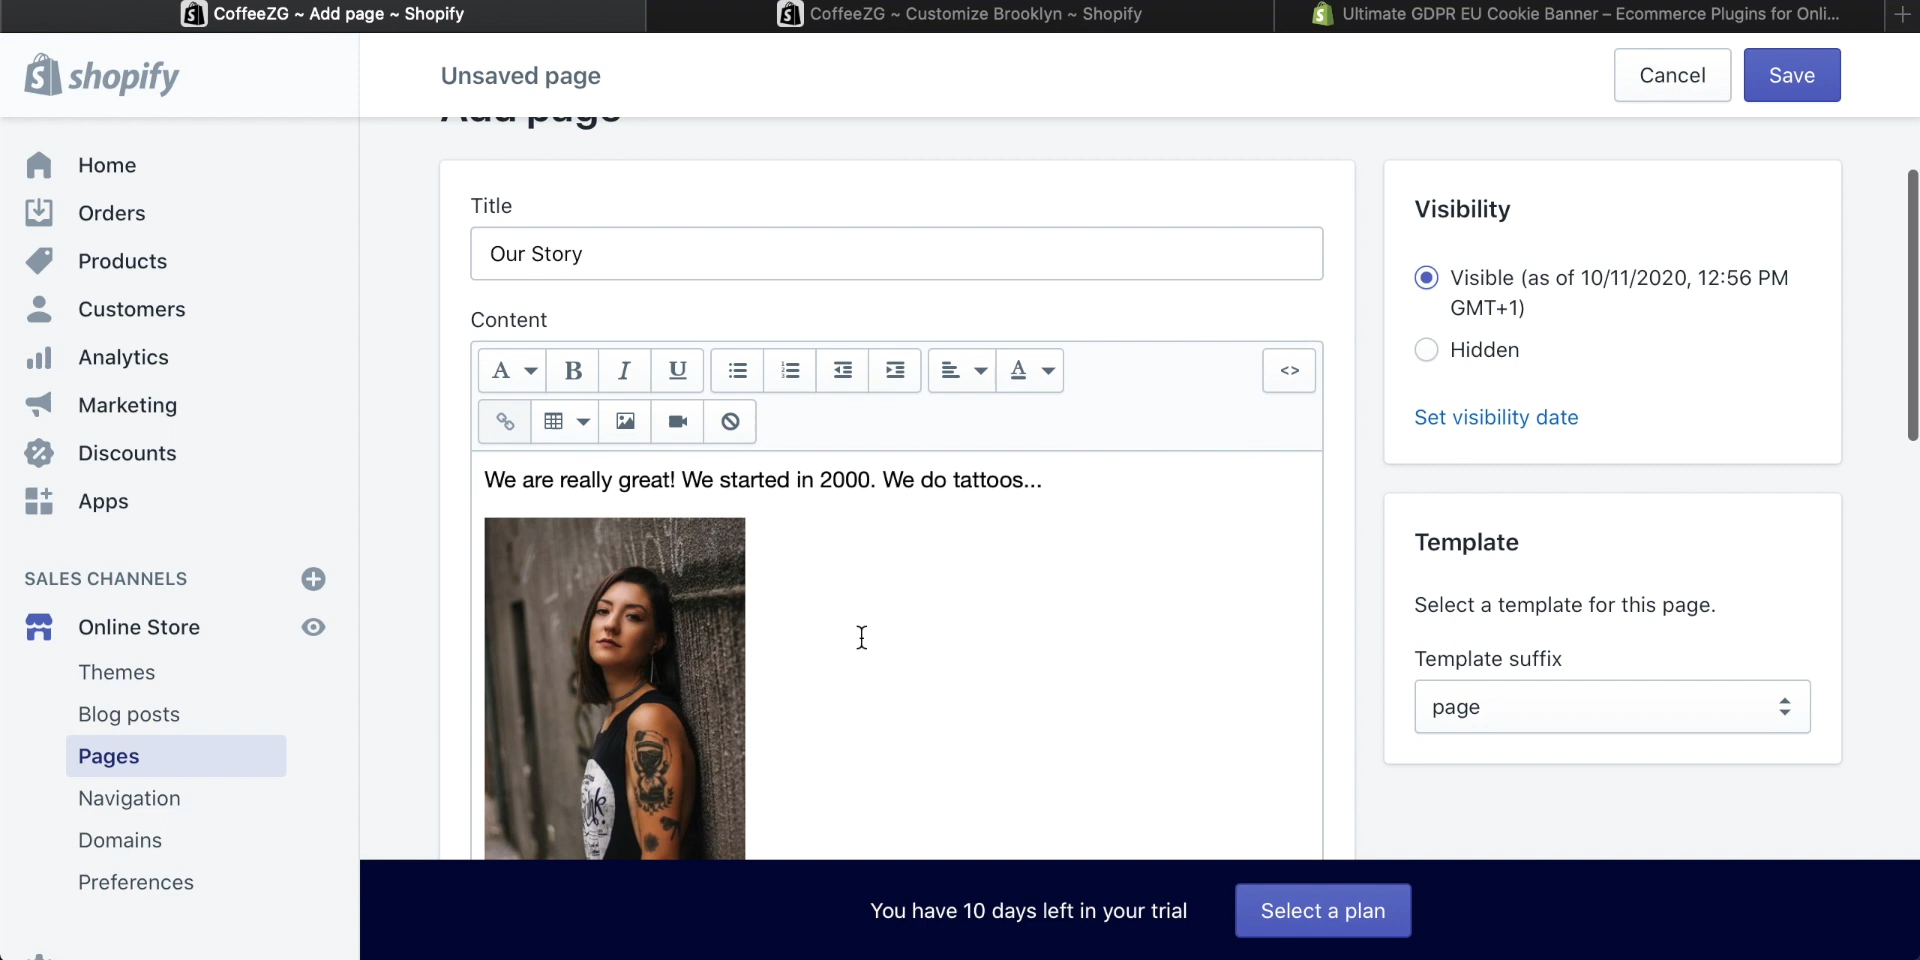 CoffeeZG ~ Add page ~ Shopify
CoffeeZG ~ Customize Brooklyn ~ Shopify
Ultimate GDPR EU Cookie Banner – Ecommerce Plugins for Onli...
shopify
Unsaved page
Cancel
Save
Add page
Home
Orders
Products
Customers
Analytics
Marketing
Discounts
Apps
SALES CHANNELS
Online Store
Themes
Blog posts
Pages
Navigation
Domains
Preferences
Title
Our Story
Content
A
B
I
U
A
<>
We are really great! We started in 2000. We do tattoos...
Visibility
Visible (as of 10/11/2020, 12:56 PM
GMT+1)
Hidden
Set visibility date
Template
Select a template for this page.
Template suffix
page
You have 10 days left in your trial
Select a plan